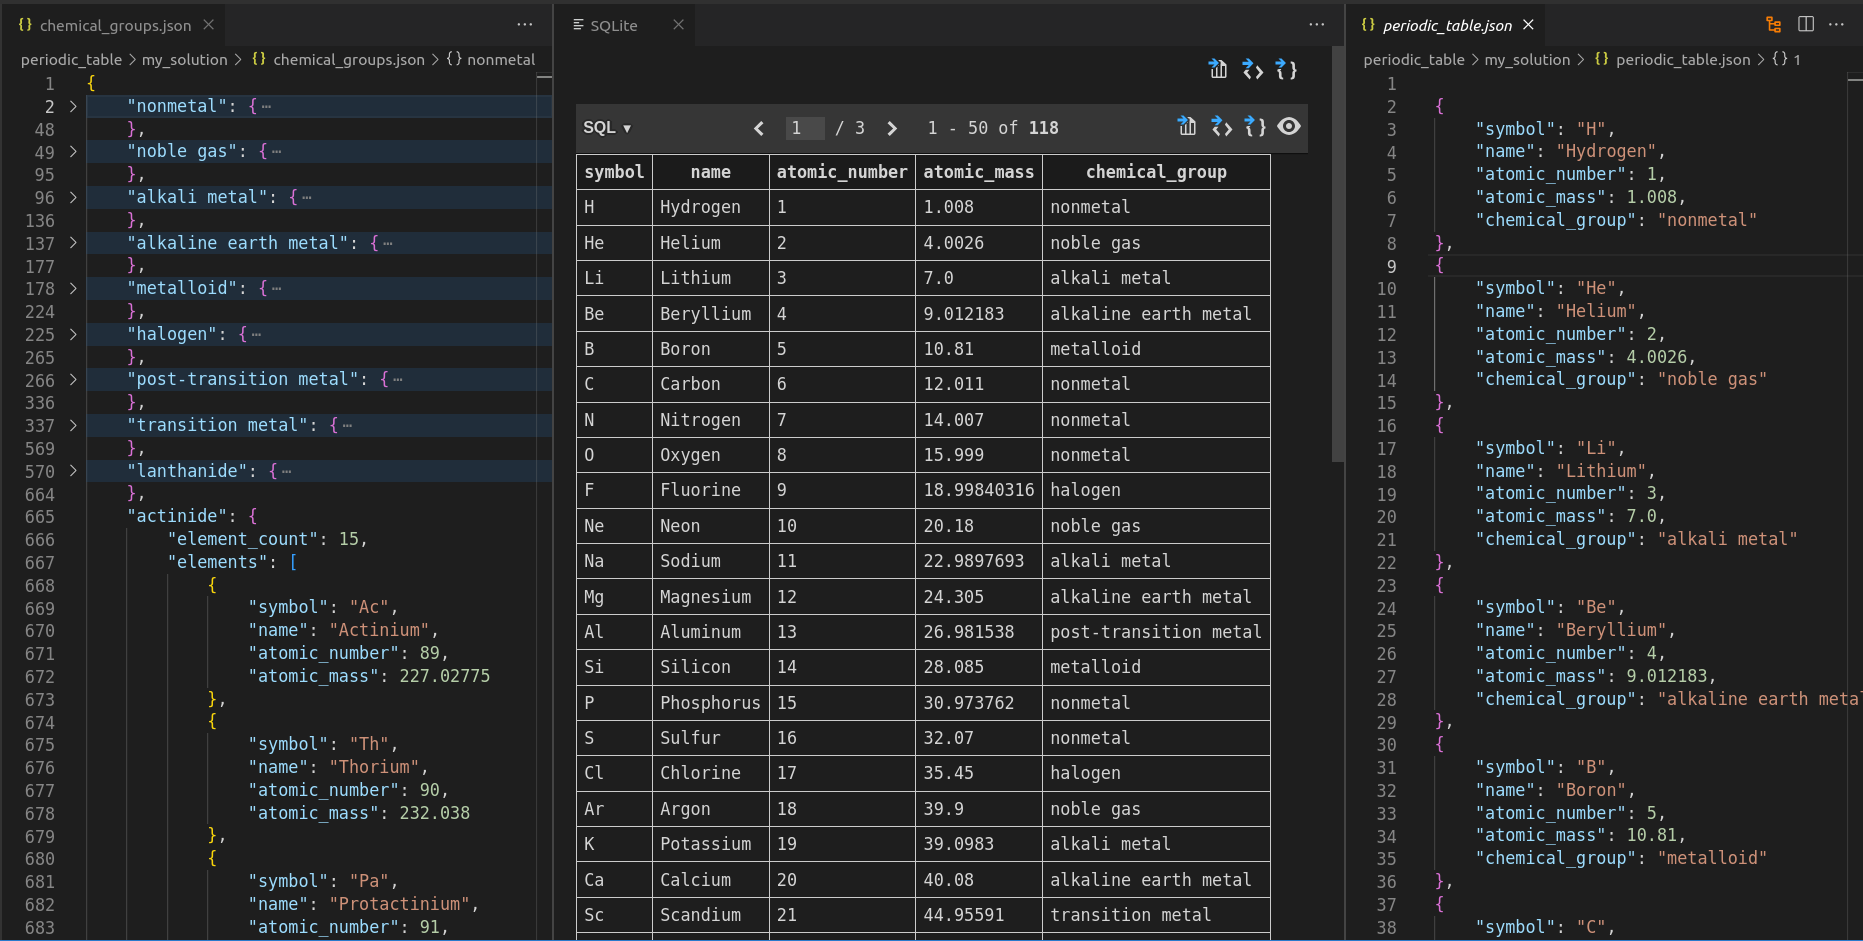 chemical_groups.json
periodic_table > my_solution > {} chemical_groups.json > {} nonmetal
1 {
2 "nonmetal": { ...
48 },
49 "noble gas": { ...
95 },
96 "alkali metal": { ...
136 },
137 "alkaline earth metal": { ...
177 },
178 "metalloid": { ...
224 },
225 "halogen": { ...
265 },
266 "post-transition metal": { ...
336 },
337 "transition metal": { ...
569 },
570 "lanthanide": { ...
664 },
665 "actinide": {
666 "element_count": 15,
667 "elements": [
668 {
669 "symbol": "Ac",
670 "name": "Actinium",
671 "atomic_number": 89,
672 "atomic_mass": 227.02775
673 },
674 {
675 "symbol": "Th",
676 "name": "Thorium",
677 "atomic_number": 90,
678 "atomic_mass": 232.038
679 },
680 {
681 "symbol": "Pa",
682 "name": "Protactinium",
683 "atomic_number": 91,
SQLite
SQL ▼ < 1 / 3 > 1 - 50 of 118
symbol name atomic_number atomic_mass chemical_group
H Hydrogen 1 1.008 nonmetal
He Helium 2 4.0026 noble gas
Li Lithium 3 7.0 alkali metal
Be Beryllium 4 9.012183 alkaline earth metal
B Boron 5 10.81 metalloid
C Carbon 6 12.011 nonmetal
N Nitrogen 7 14.007 nonmetal
O Oxygen 8 15.999 nonmetal
F Fluorine 9 18.99840316 halogen
Ne Neon 10 20.18 noble gas
Na Sodium 11 22.9897693 alkali metal
Mg Magnesium 12 24.305 alkaline earth metal
Al Aluminum 13 26.981538 post-transition metal
Si Silicon 14 28.085 metalloid
P Phosphorus 15 30.973762 nonmetal
S Sulfur 16 32.07 nonmetal
Cl Chlorine 17 35.45 halogen
Ar Argon 18 39.9 noble gas
K Potassium 19 39.0983 alkali metal
Ca Calcium 20 40.08 alkaline earth metal
Sc Scandium 21 44.95591 transition metal
{} periodic_table.json
periodic_table > my_solution > {} periodic_table.json > {} 1
1
2 {
3 "symbol": "H",
4 "name": "Hydrogen",
5 "atomic_number": 1,
6 "atomic_mass": 1.008,
7 "chemical_group": "nonmetal"
8 },
9 {
10 "symbol": "He",
11 "name": "Helium",
12 "atomic_number": 2,
13 "atomic_mass": 4.0026,
14 "chemical_group": "noble gas"
15 },
16 {
17 "symbol": "Li",
18 "name": "Lithium",
19 "atomic_number": 3,
20 "atomic_mass": 7.0,
21 "chemical_group": "alkali metal"
22 },
23 {
24 "symbol": "Be",
25 "name": "Beryllium",
26 "atomic_number": 4,
27 "atomic_mass": 9.012183,
28 "chemical_group": "alkaline earth meta
29 },
30 {
31 "symbol": "B",
32 "name": "Boron",
33 "atomic_number": 5,
34 "atomic_mass": 10.81,
35 "chemical_group": "metalloid"
36 },
37 {
38 "symbol": "C",